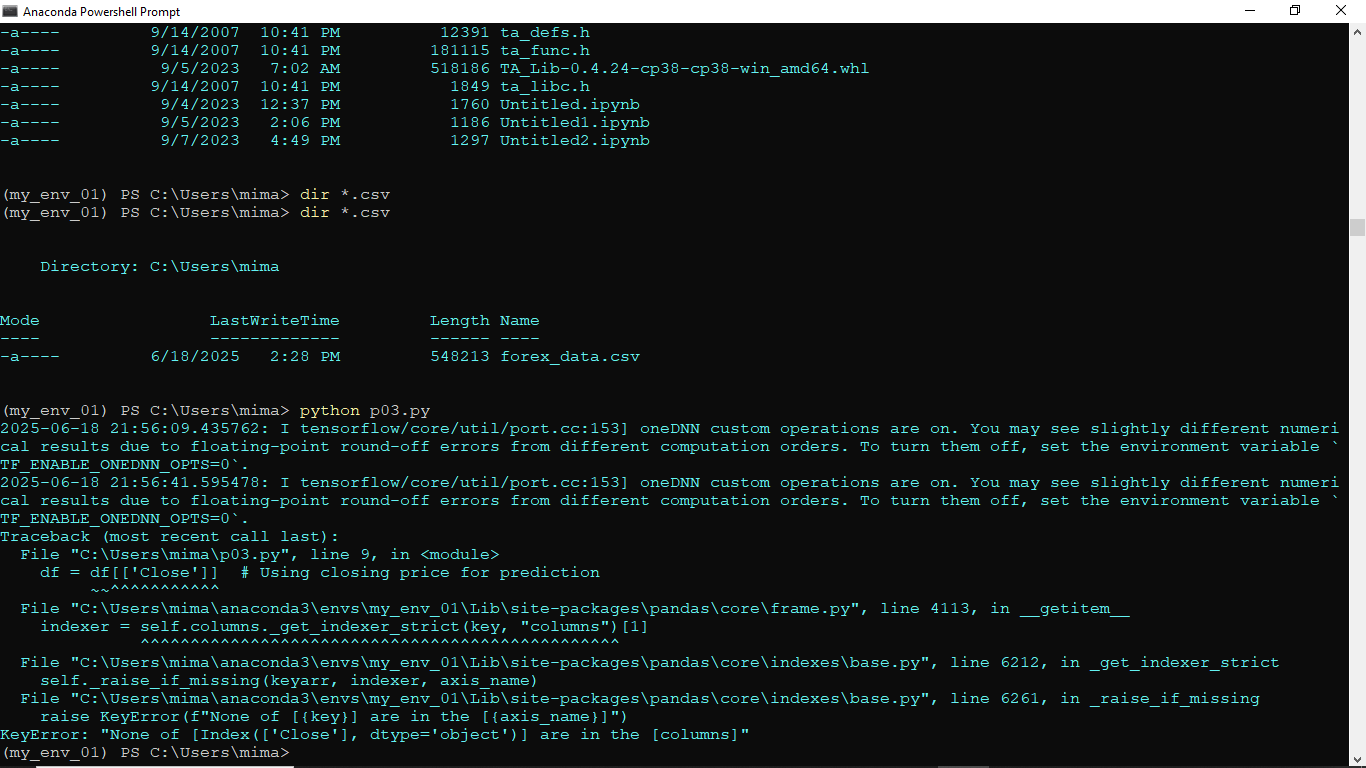 Anaconda Powershell Prompt
-a---- 9/14/2007 10:41 PM 12391 ta_defs.h
-a---- 9/14/2007 10:41 PM 181115 ta_func.h
-a---- 9/5/2023 7:02 AM 518186 TA_Lib-0.4.24-cp38-cp38-win_amd64.whl
-a---- 9/14/2007 10:41 PM 1849 ta_libc.h
-a---- 9/4/2023 12:37 PM 1760 Untitled.ipynb
-a---- 9/5/2023 2:06 PM 1186 Untitled1.ipynb
-a---- 9/7/2023 4:49 PM 1297 Untitled2.ipynb
(my_env_01) PS C:\Users\mima> dir *.csv
(my_env_01) PS C:\Users\mima> dir *.csv
Directory: C:\Users\mima
Mode LastWriteTime Length Name
---- ------------- ------ ----
-a---- 6/18/2025 2:28 PM 548213 forex_data.csv
(my_env_01) PS C:\Users\mima> python p03.py
2025-06-18 21:56:09.435762: I tensorflow/core/util/port.cc:153] oneDNN custom operations are on. You may see slightly different numeri
cal results due to floating-point round-off errors from different computation orders. To turn them off, set the environment variable `
TF_ENABLE_ONEDNN_OPTS=0`.
2025-06-18 21:56:41.595478: I tensorflow/core/util/port.cc:153] oneDNN custom operations are on. You may see slightly different numeri
cal results due to floating-point round-off errors from different computation orders. To turn them off, set the environment variable `
TF_ENABLE_ONEDNN_OPTS=0`.
Traceback (most recent call last):
File "C:\Users\mima\p03.py", line 9, in <module>
df = df[['Close']] # Using closing price for prediction
~~^^^^^^^^^^^
File "C:\Users\mima\anaconda3\envs\my_env_01\Lib\site-packages\pandas\core\frame.py", line 4113, in __getitem__
indexer = self.columns._get_indexer_strict(key, "columns")[1]
^^^^^^^^^^^^^^^^^^^^^^^^^^^^^^^^^^^^^^^^^^^^^^^^
File "C:\Users\mima\anaconda3\envs\my_env_01\Lib\site-packages\pandas\core\indexes\base.py", line 6212, in _get_indexer_strict
self._raise_if_missing(keyarr, indexer, axis_name)
File "C:\Users\mima\anaconda3\envs\my_env_01\Lib\site-packages\pandas\core\indexes\base.py", line 6261, in _raise_if_missing
raise KeyError(f"None of [{key}] are in the [{axis_name}]")
KeyError: "None of [Index(['Close'], dtype='object')] are in the [columns]"
(my_env_01) PS C:\Users\mima>